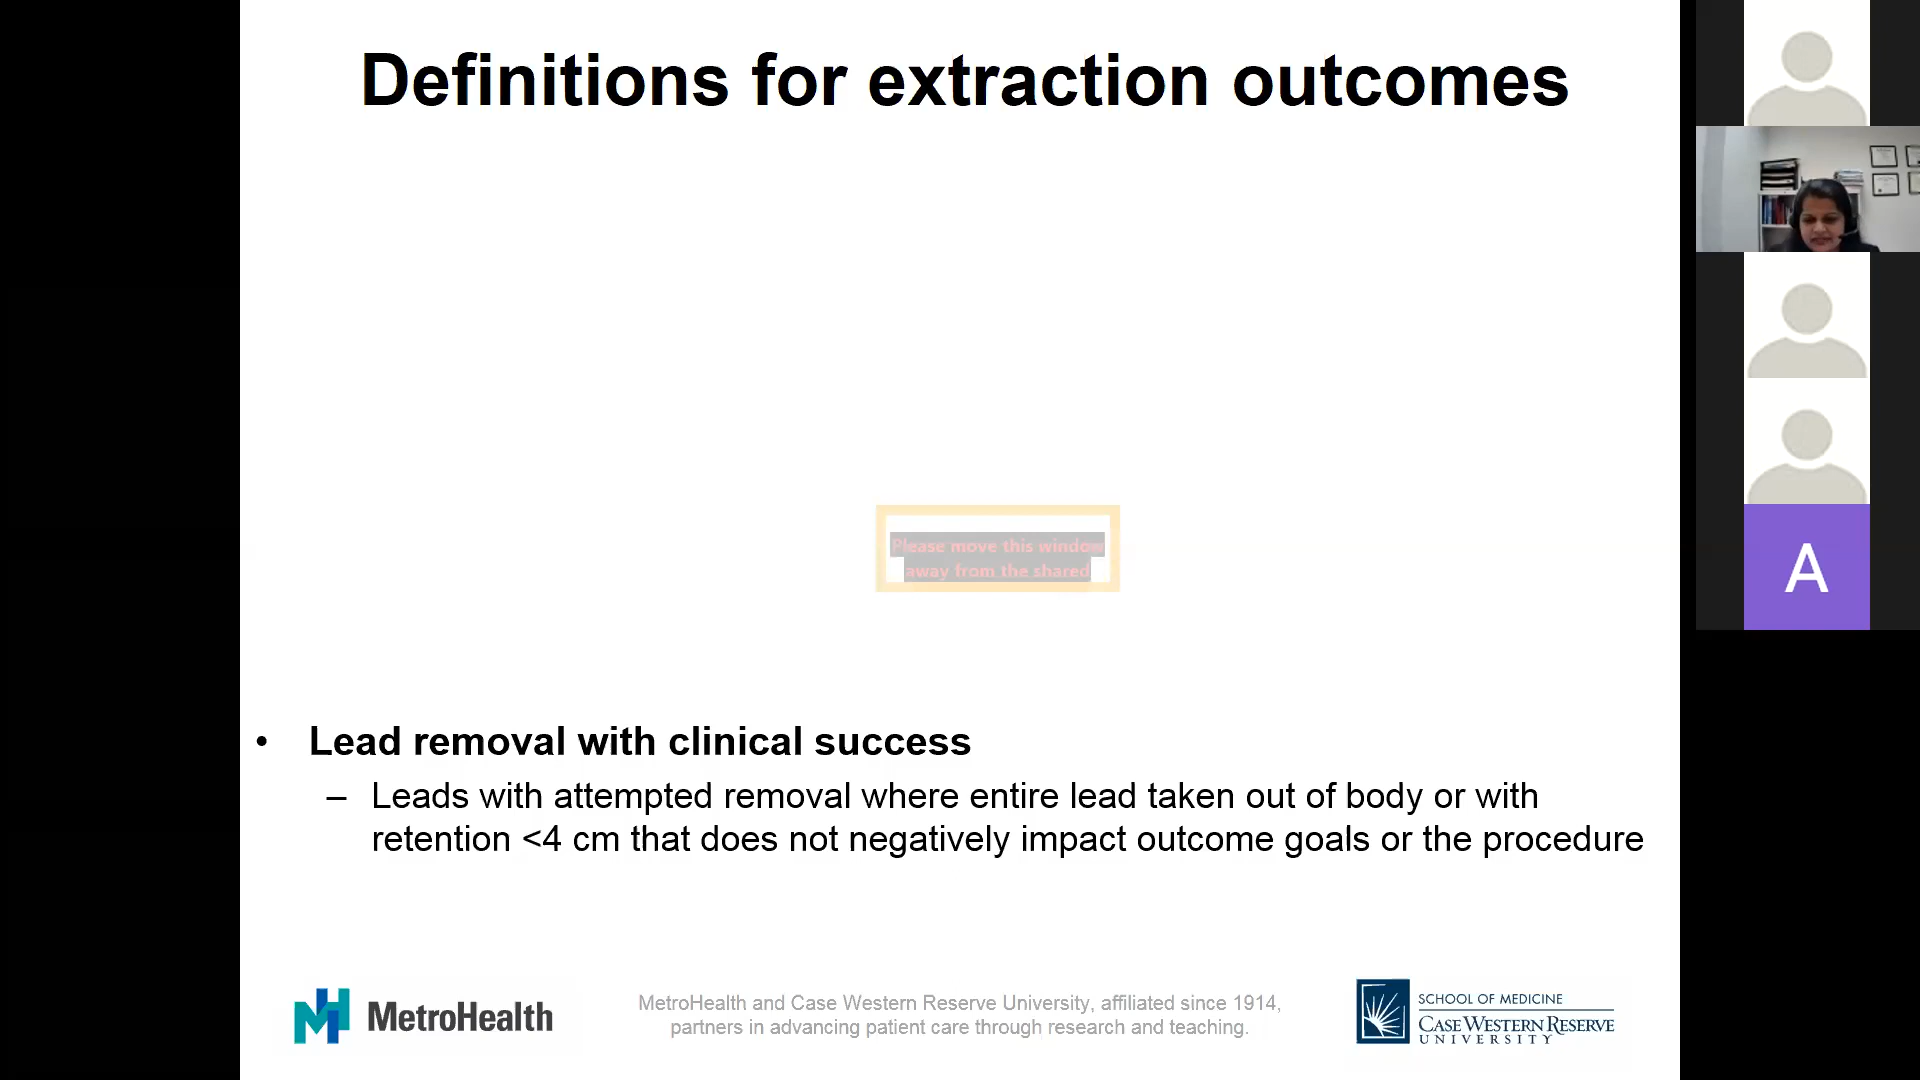 Definitions for extraction outcomes
Please move this window
away from the shared
A
• Lead removal with clinical success
– Leads with attempted removal where entire lead taken out of body or with
retention <4 cm that does not negatively impact outcome goals or the procedure
MetroHealth
MetroHealth and Case Western Reserve University, affiliated since 1914,
partners in advancing patient care through research and teaching.
SCHOOL OF MEDICINE
CASE WESTERN RESERVE
UNIVERSITY